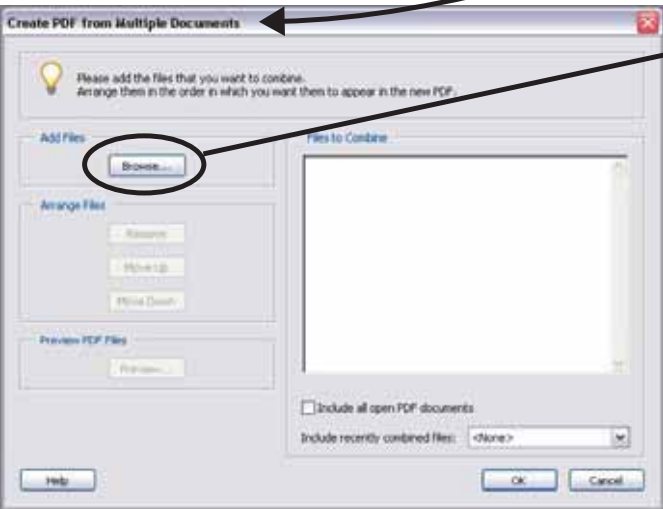 Create PDF from Multiple Documents
Please add the files that you want to combine.
Arrange them in the order in which you want them to appear in the new PDF.
Add Files
Browse...
Arrange Files
Remove
Move Up
Move Down
Preview PDF Files
Preview...
Files to Combine
Include all open PDF documents
Include recently combined files: <None>
Help
OK
Cancel